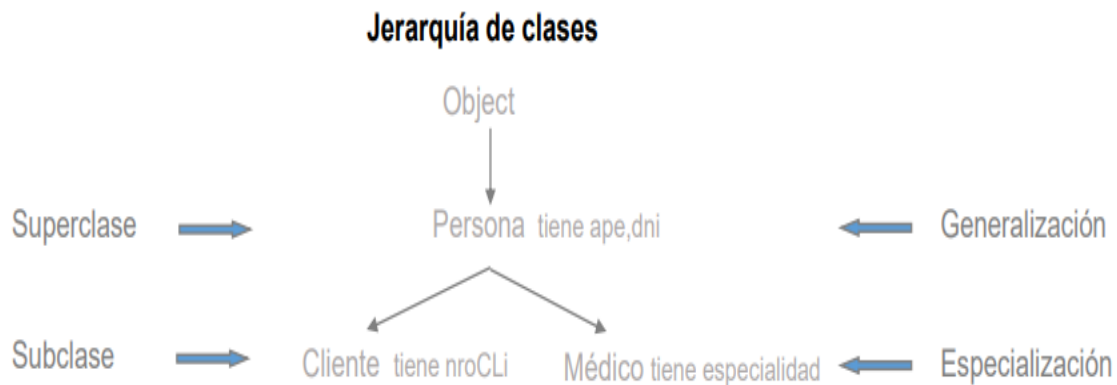 Jerarquía de clases
Object
Superclase
Persona tiene ape,dni
Generalización
Subclase
Cliente tiene nroCLi
Médico tiene especialidad
Especialización